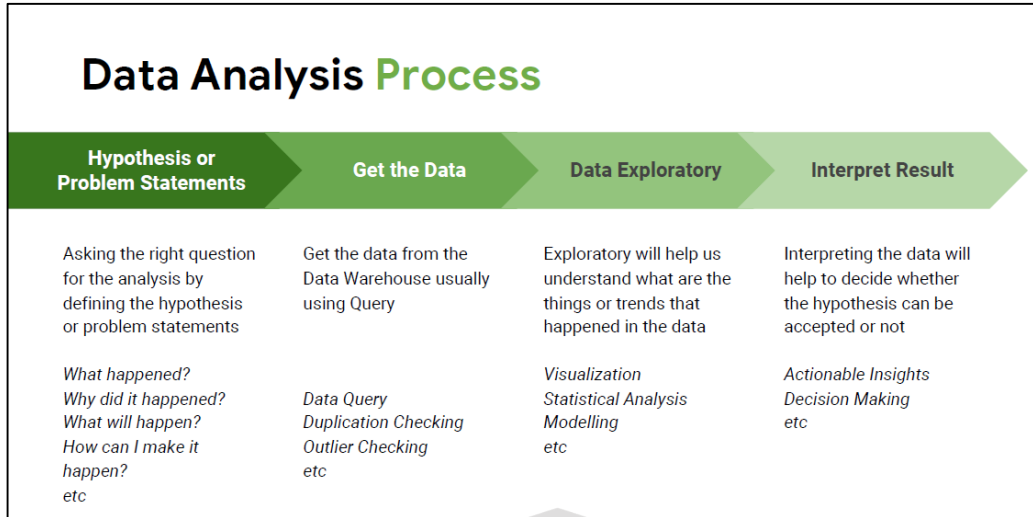 Data Analysis Process
Hypothesis or
Problem Statements
Get the Data
Data Exploratory
Interpret Result
Asking the right question
for the analysis by
defining the hypothesis
or problem statements
What happened?
Why did it happened?
What will happen?
How can I make it
happen?
etc
Get the data from the
Data Warehouse usually
using Query
Data Query
Duplication Checking
Outlier Checking
etc
Exploratory will help us
understand what are the
things or trends that
happened in the data
Visualization
Statistical Analysis
Modelling
etc
Interpreting the data will
help to decide whether
the hypothesis can be
accepted or not
Actionable Insights
Decision Making
etc